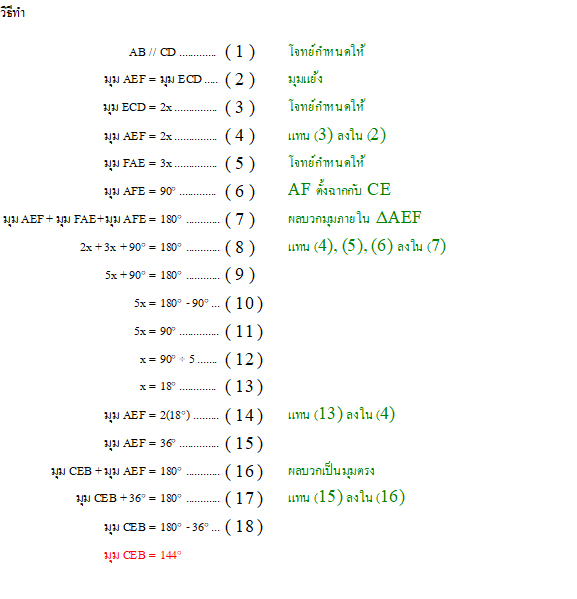 วิธีทำ
AB // CD ............. ( 1 ) โจทย์กำหนดให้
มุม AEF = มุม ECD ..... ( 2 ) มุมแย้ง
มุม ECD = 2x ............... ( 3 ) โจทย์กำหนดให้
มุม AEF = 2x ............... ( 4 ) แทน (3) ลงใน (2)
มุม FAE = 3x ............... ( 5 ) โจทย์กำหนดให้
มุม AFE = 90° ............. ( 6 ) AF ตั้งฉากกับ CE
มุม AEF + มุม FAE+มุม AFE = 180° ............ ( 7 ) ผลบวกมุมภายใน ΔAEF
2x + 3x + 90° = 180° ............ ( 8 ) แทน (4), (5), (6) ลงใน (7)
5x + 90° = 180° ............ ( 9 )
5x = 180° - 90° ... ( 10 )
5x = 90° .............. ( 11 )
x = 90° ÷ 5 ....... ( 12 )
x = 18° ............. ( 13 )
มุม AEF = 2(18°) ......... ( 14 ) แทน (13) ลงใน (4)
มุม AEF = 36° .............. ( 15 )
มุม CEB + มุม AEF = 180° ............ ( 16 ) ผลบวกเป็นมุมตรง
มุม CEB + 36° = 180° ............ ( 17 ) แทน (15) ลงใน (16)
มุม CEB = 180° - 36° ... ( 18 )
มุม CEB = 144°